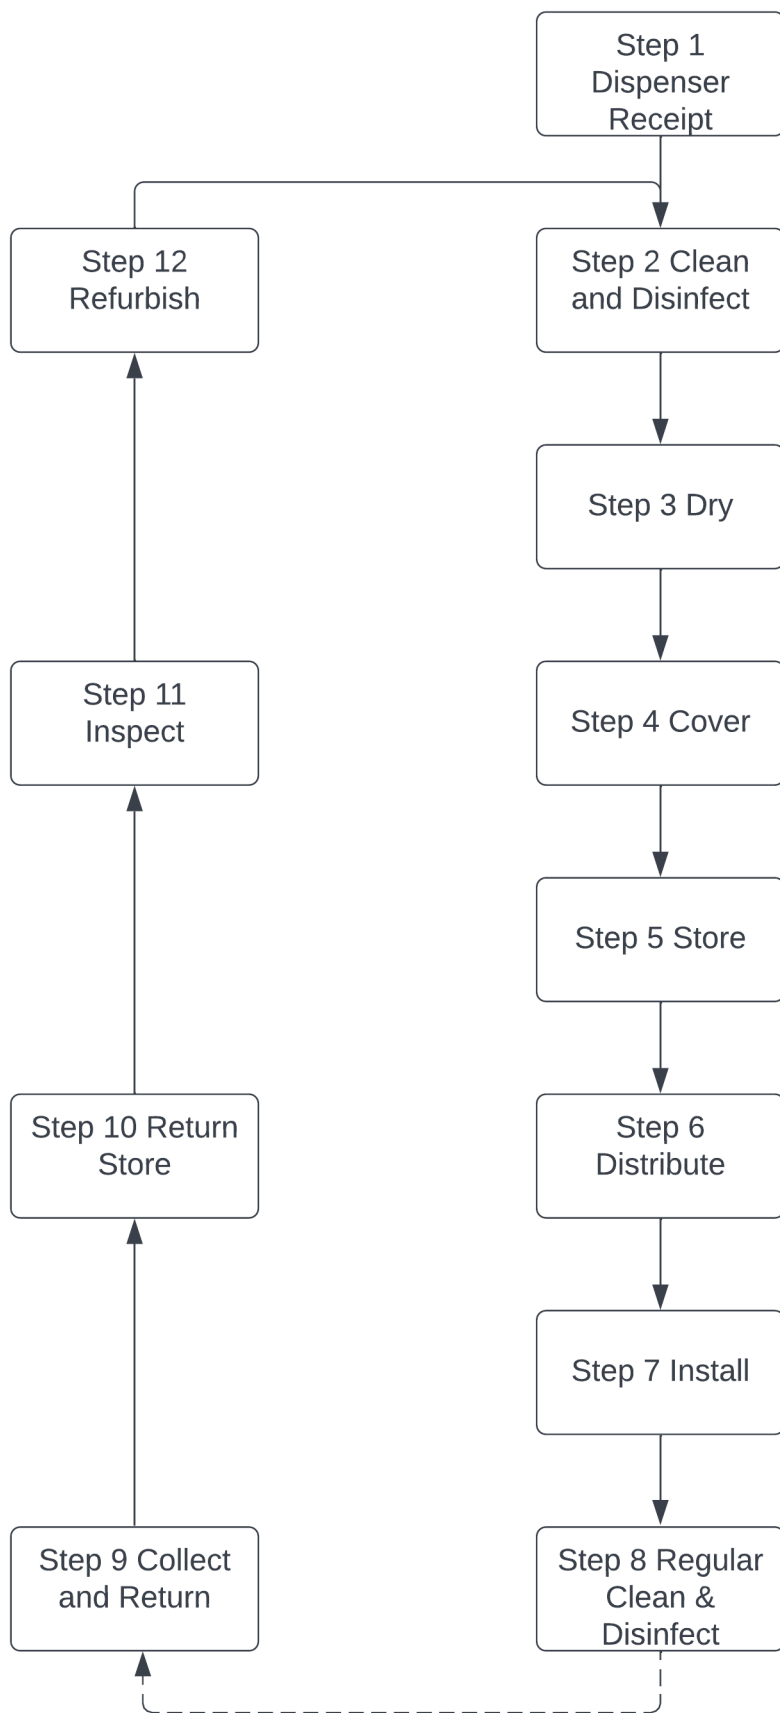 Step 1
Dispenser
Receipt
Step 2 Clean
and Disinfect
Step 3 Dry
Step 4 Cover
Step 5 Store
Step 6
Distribute
Step 7 Install
Step 8 Regular
Clean &
Disinfect
Step 9 Collect
and Return
Step 10 Return
Store
Step 11
Inspect
Step 12
Refurbish